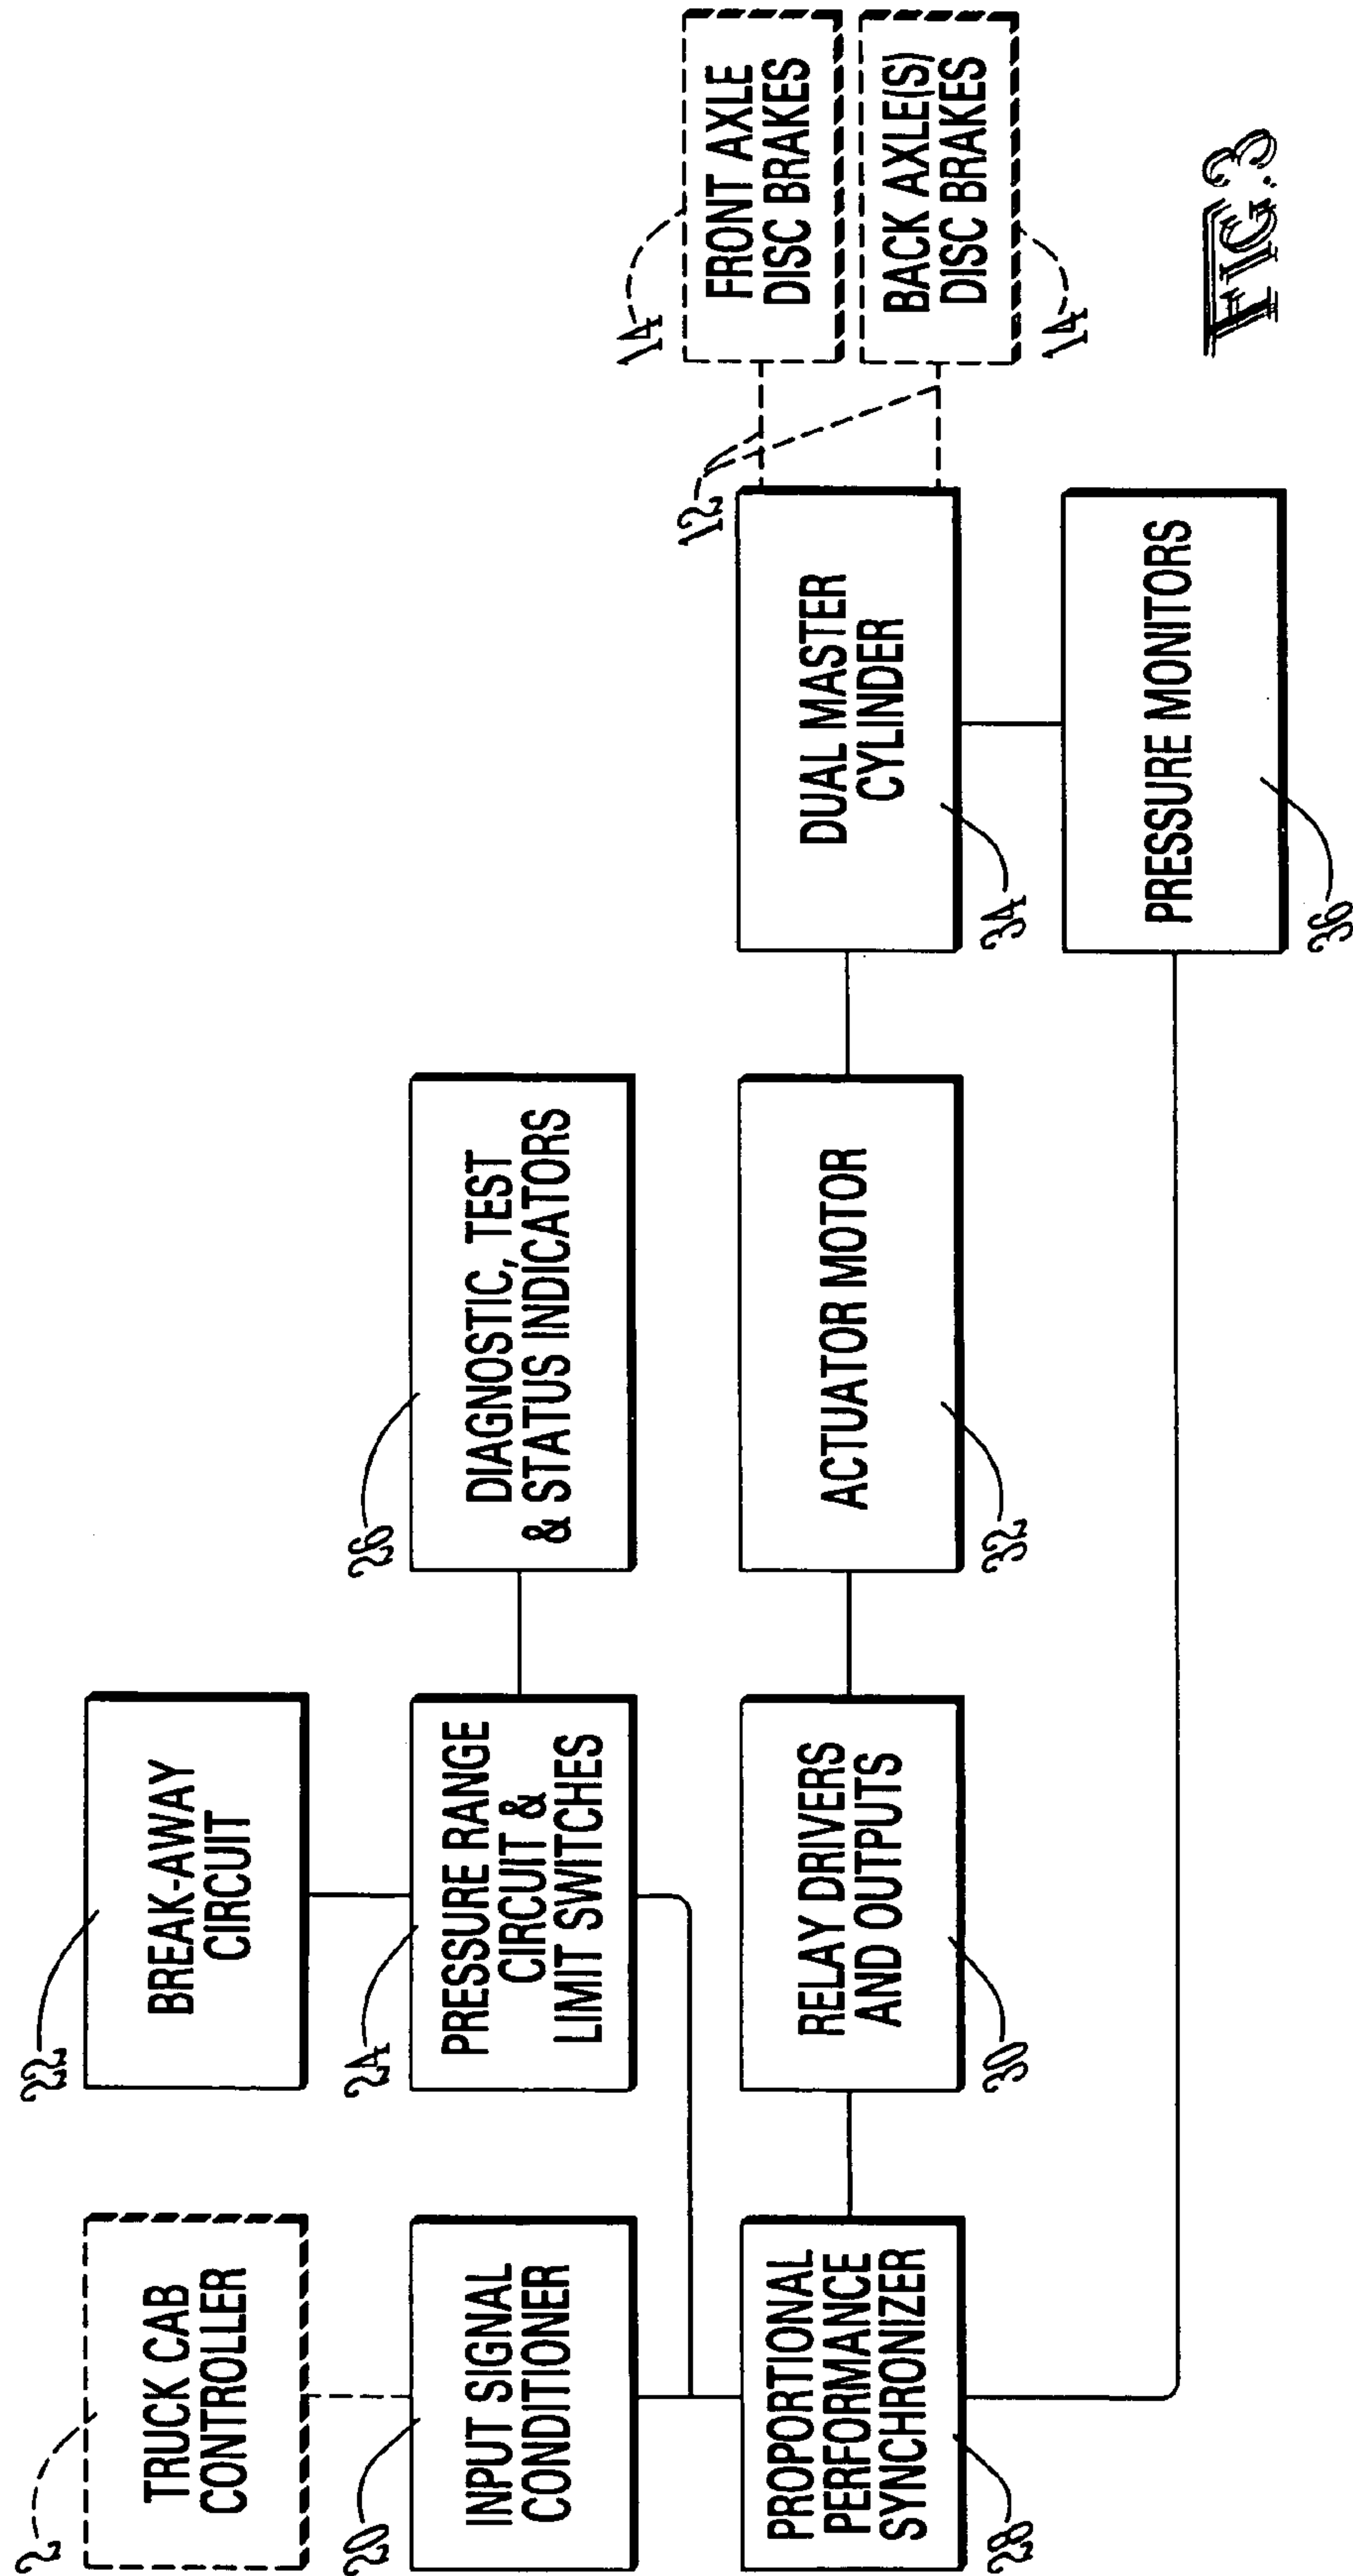 2
TRUCK CAB
CONTROLLER
22
BREAK-AWAY
CIRCUIT
20
INPUT SIGNAL
CONDITIONER
24
PRESSURE RANGE
CIRCUIT &
LIMIT SWITCHES
26
DIAGNOSTIC, TEST
& STATUS INDICATORS
28
PROPORTIONAL
PERFORMANCE
SYNCHRONIZER
30
RELAY DRIVERS
AND OUTPUTS
32
ACTUATOR MOTOR
34
DUAL MASTER
CYLINDER
12
14
FRONT AXLE
DISC BRAKES
14
BACK AXLE(S)
DISC BRAKES
36
PRESSURE MONITORS
FIG.3